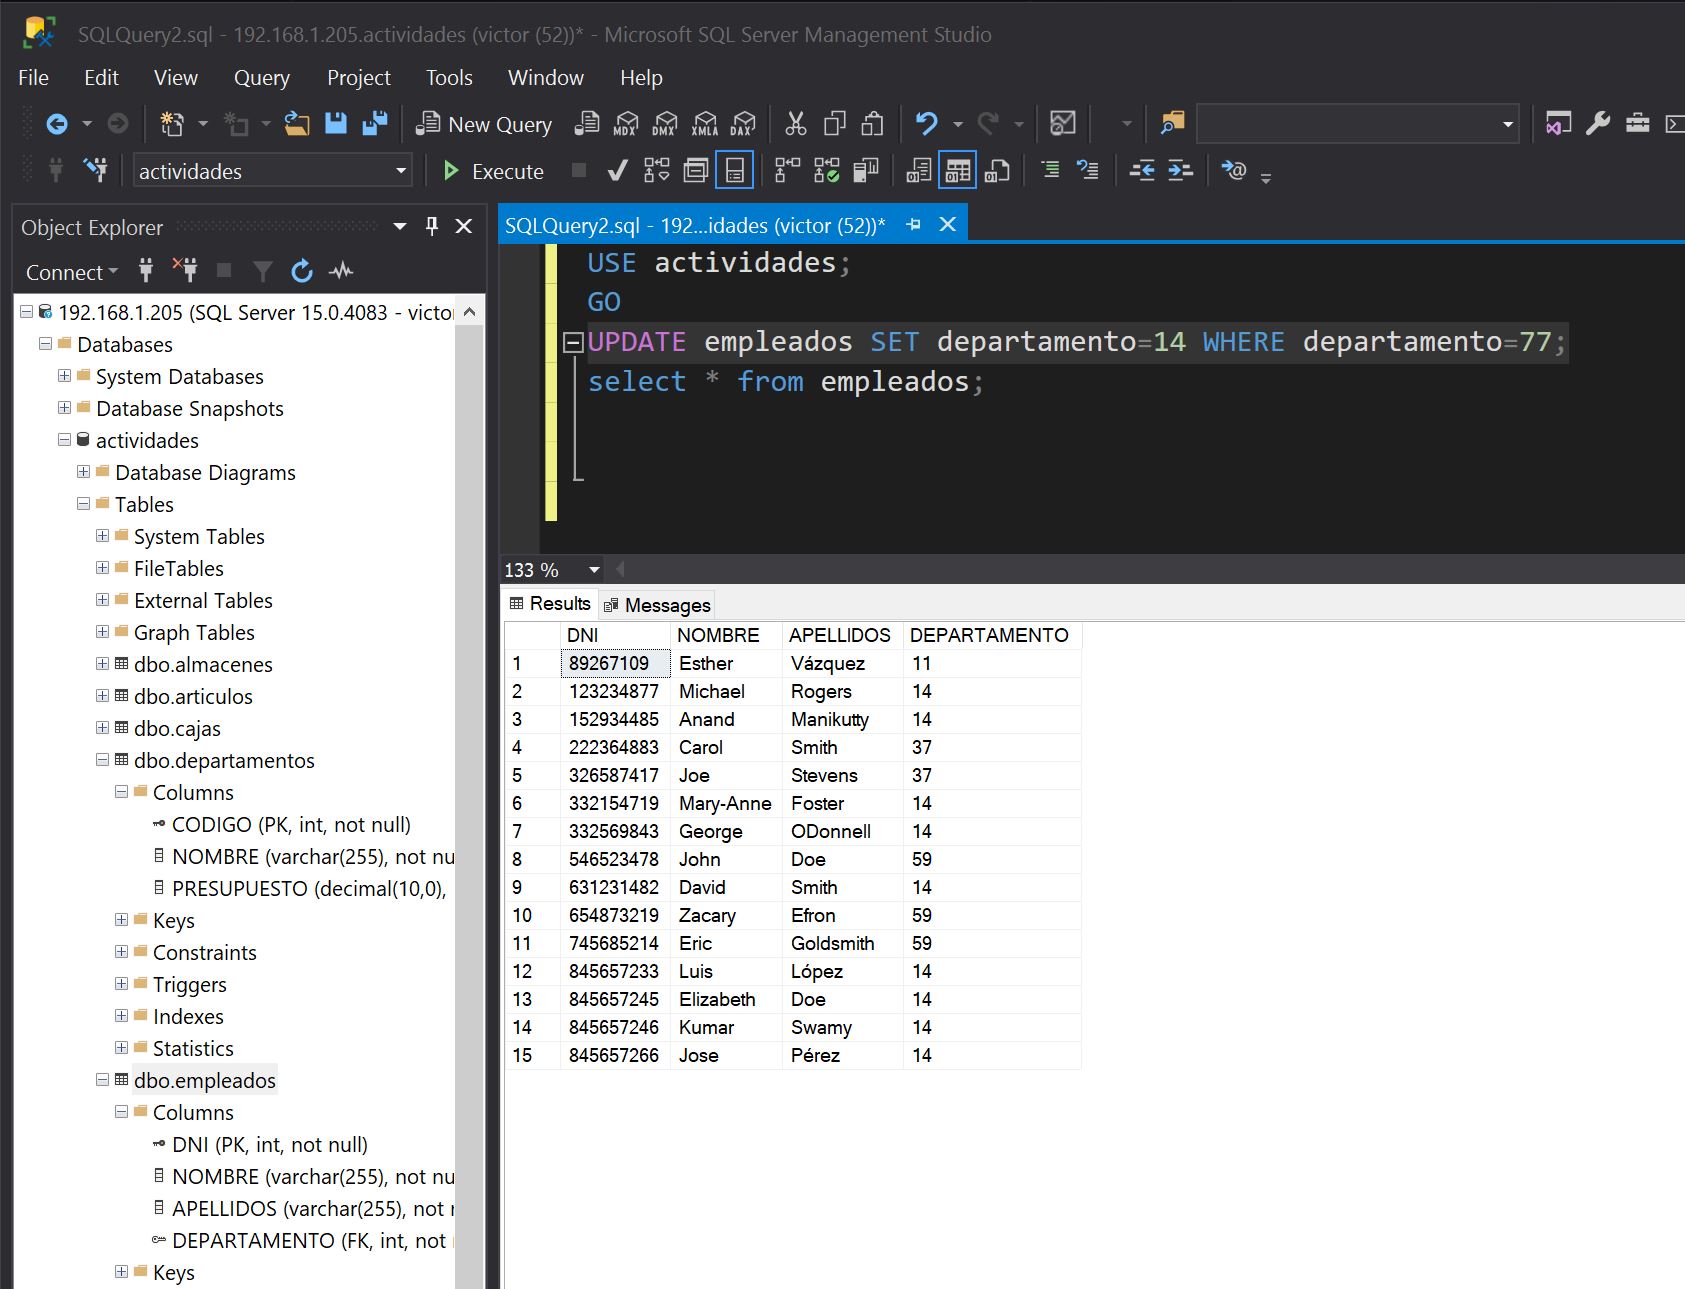 SQLQuery2.sql - 192.168.1.205.actividades (victor (52))* - Microsoft SQL Server Management Studio
File Edit View Query Project Tools Window Help
New Query MDX DMX XMLA DAX
actividades Execute
Object Explorer
Connect
192.168.1.205 (SQL Server 15.0.4083 - victor
Databases
System Databases
Database Snapshots
actividades
Database Diagrams
Tables
System Tables
FileTables
External Tables
Graph Tables
dbo.almacenes
dbo.articulos
dbo.cajas
dbo.departamentos
Columns
CODIGO (PK, int, not null)
NOMBRE (varchar(255), not nu
PRESUPUESTO (decimal(10,0),
Keys
Constraints
Triggers
Indexes
Statistics
dbo.empleados
Columns
DNI (PK, int, not null)
NOMBRE (varchar(255), not nu
APELLIDOS (varchar(255), not
DEPARTAMENTO (FK, int, not
Keys
SQLQuery2.sql - 192...idades (victor (52))*
USE actividades;
GO
UPDATE empleados SET departamento=14 WHERE departamento=77;
select * from empleados;
133 %
Results Messages
DNI NOMBRE APELLIDOS DEPARTAMENTO
1 89267109 Esther Vázquez 11
2 123234877 Michael Rogers 14
3 152934485 Anand Manikutty 14
4 222364883 Carol Smith 37
5 326587417 Joe Stevens 37
6 332154719 Mary-Anne Foster 14
7 332569843 George ODonnell 14
8 546523478 John Doe 59
9 631231482 David Smith 14
10 654873219 Zacary Efron 59
11 745685214 Eric Goldsmith 59
12 845657233 Luis López 14
13 845657245 Elizabeth Doe 14
14 845657246 Kumar Swamy 14
15 845657266 Jose Pérez 14